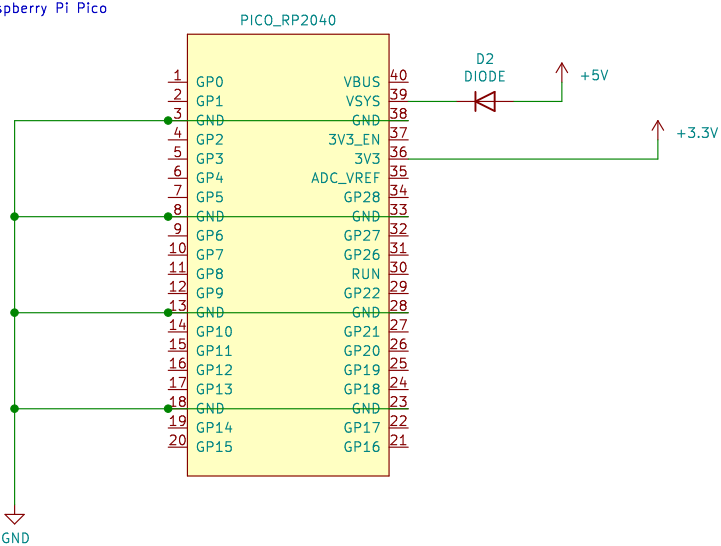 spberry Pi Pico
PICO_RP2040
1 GP0 VBUS 40
2 GP1 VSYS 39
3 GND GND 38
4 GP2 3V3_EN 37
5 GP3 3V3 36
6 GP4 ADC_VREF 35
7 GP5 GP28 34
8 GND GND 33
9 GP6 GP27 32
10 GP7 GP26 31
11 GP8 RUN 30
12 GP9 GP22 29
13 GND GND 28
14 GP10 GP21 27
15 GP11 GP20 26
16 GP12 GP19 25
17 GP13 GP18 24
18 GND GND 23
19 GP14 GP17 22
20 GP15 GP16 21
D2
DIODE
+5V
+3.3V
GND